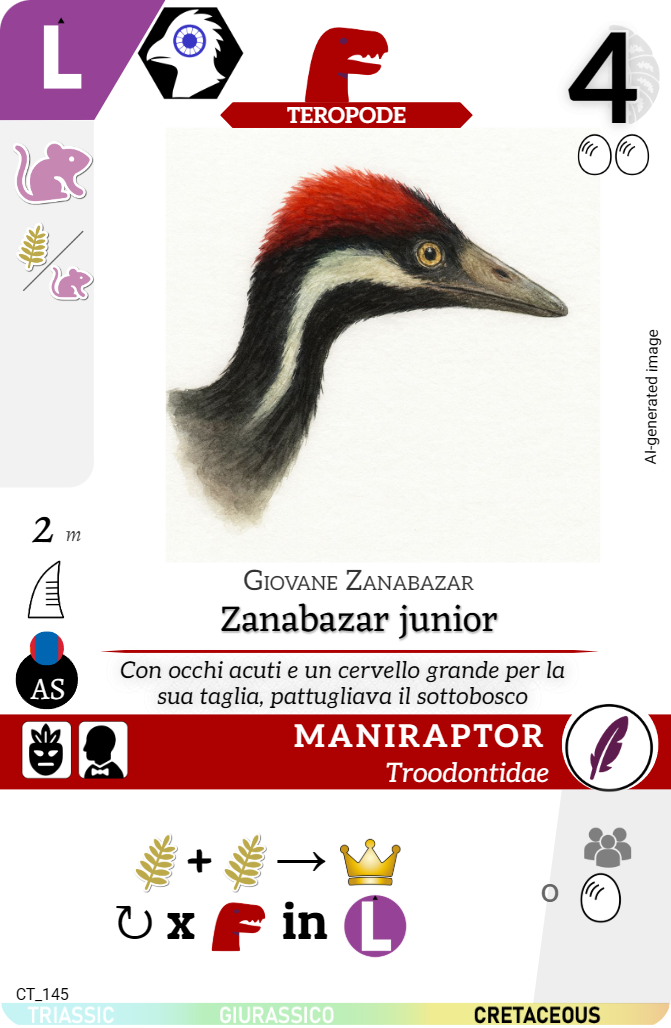 L
4
TEROPODE
AI-generated image
2 m
GIOVANE ZANABAZAR
Zanabazar junior
AS
Con occhi acuti e un cervello grande per la
sua taglia, pattugliava il sottobosco
MANIRAPTOR
Troodontidae
+ →
↻ x in L
O
CT_145
TRIASSIC GIURASSICO CRETACEOUS